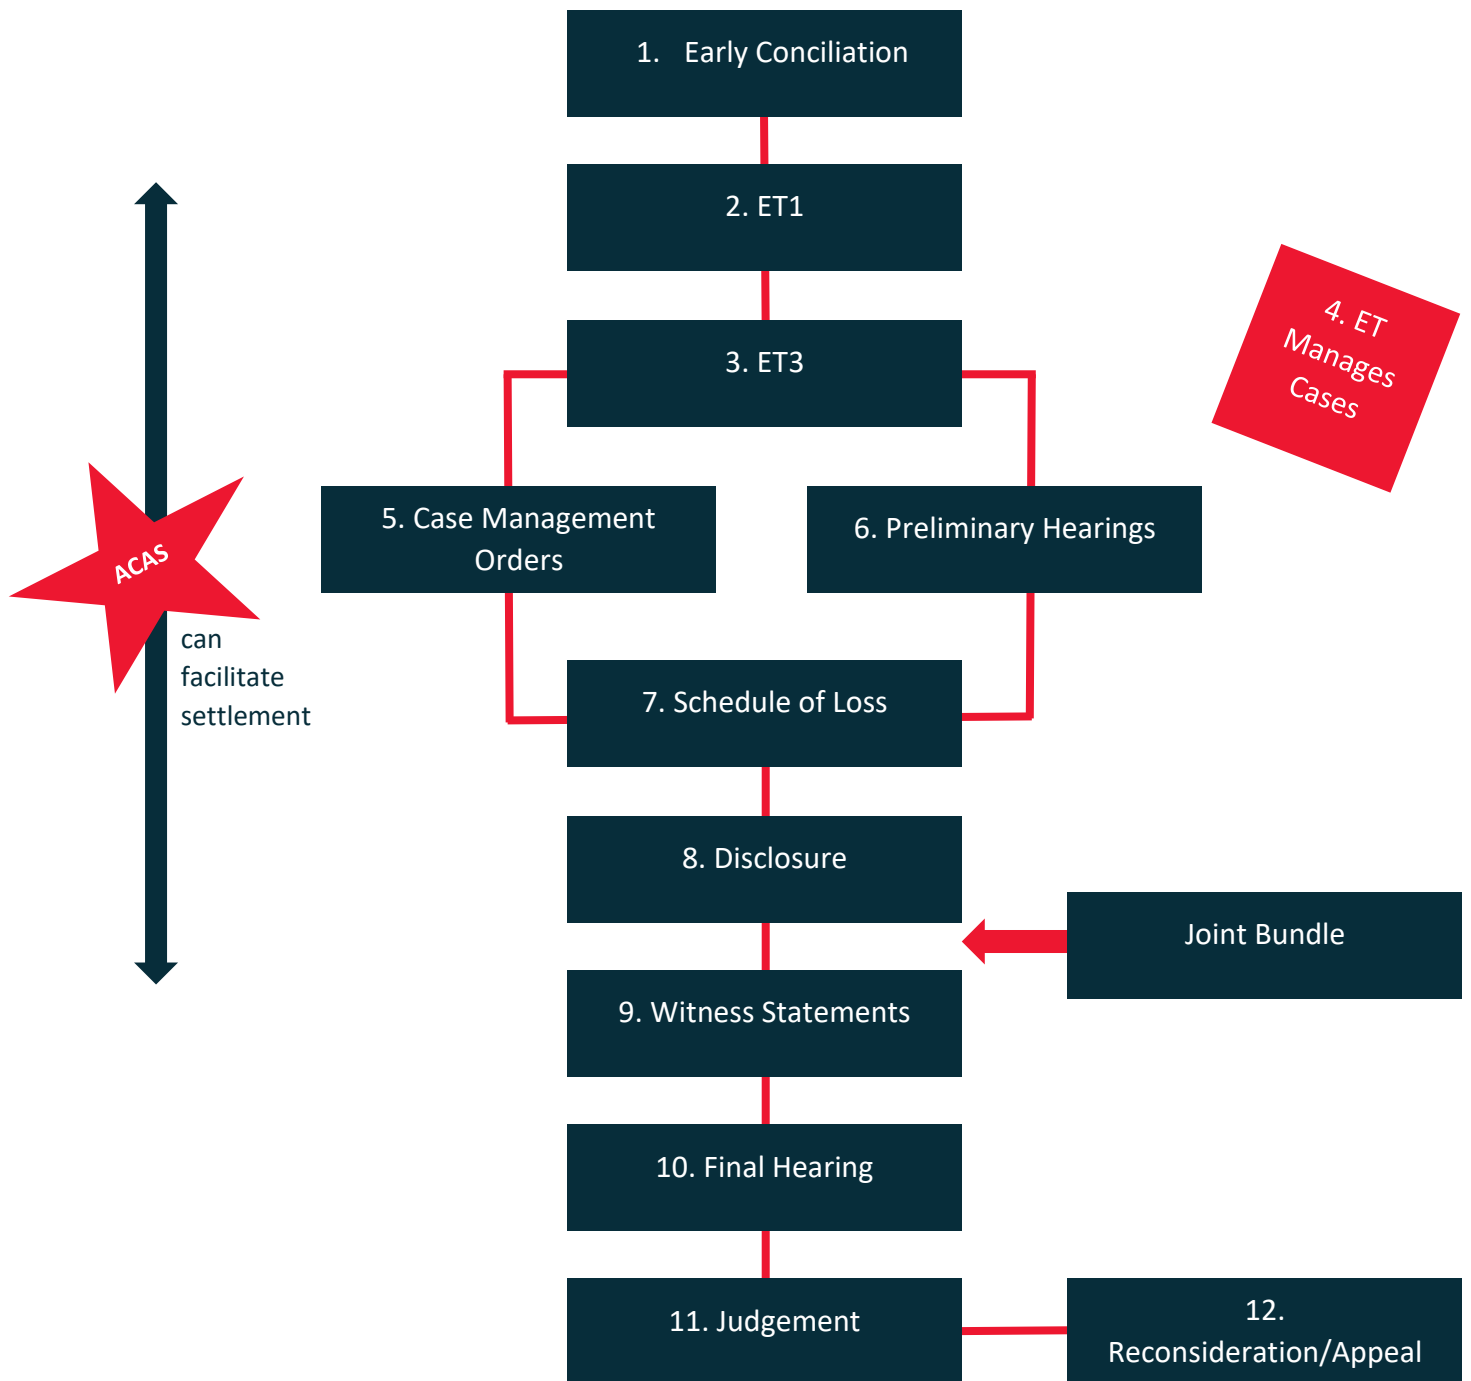 1. Early Conciliation
2. ET1
3. ET3
4. ET
Manages
Cases
5. Case Management
Orders
6. Preliminary Hearings
ACAS
can
facilitate
settlement
7. Schedule of Loss
8. Disclosure
Joint Bundle
9. Witness Statements
10. Final Hearing
11. Judgement
12.
Reconsideration/Appeal